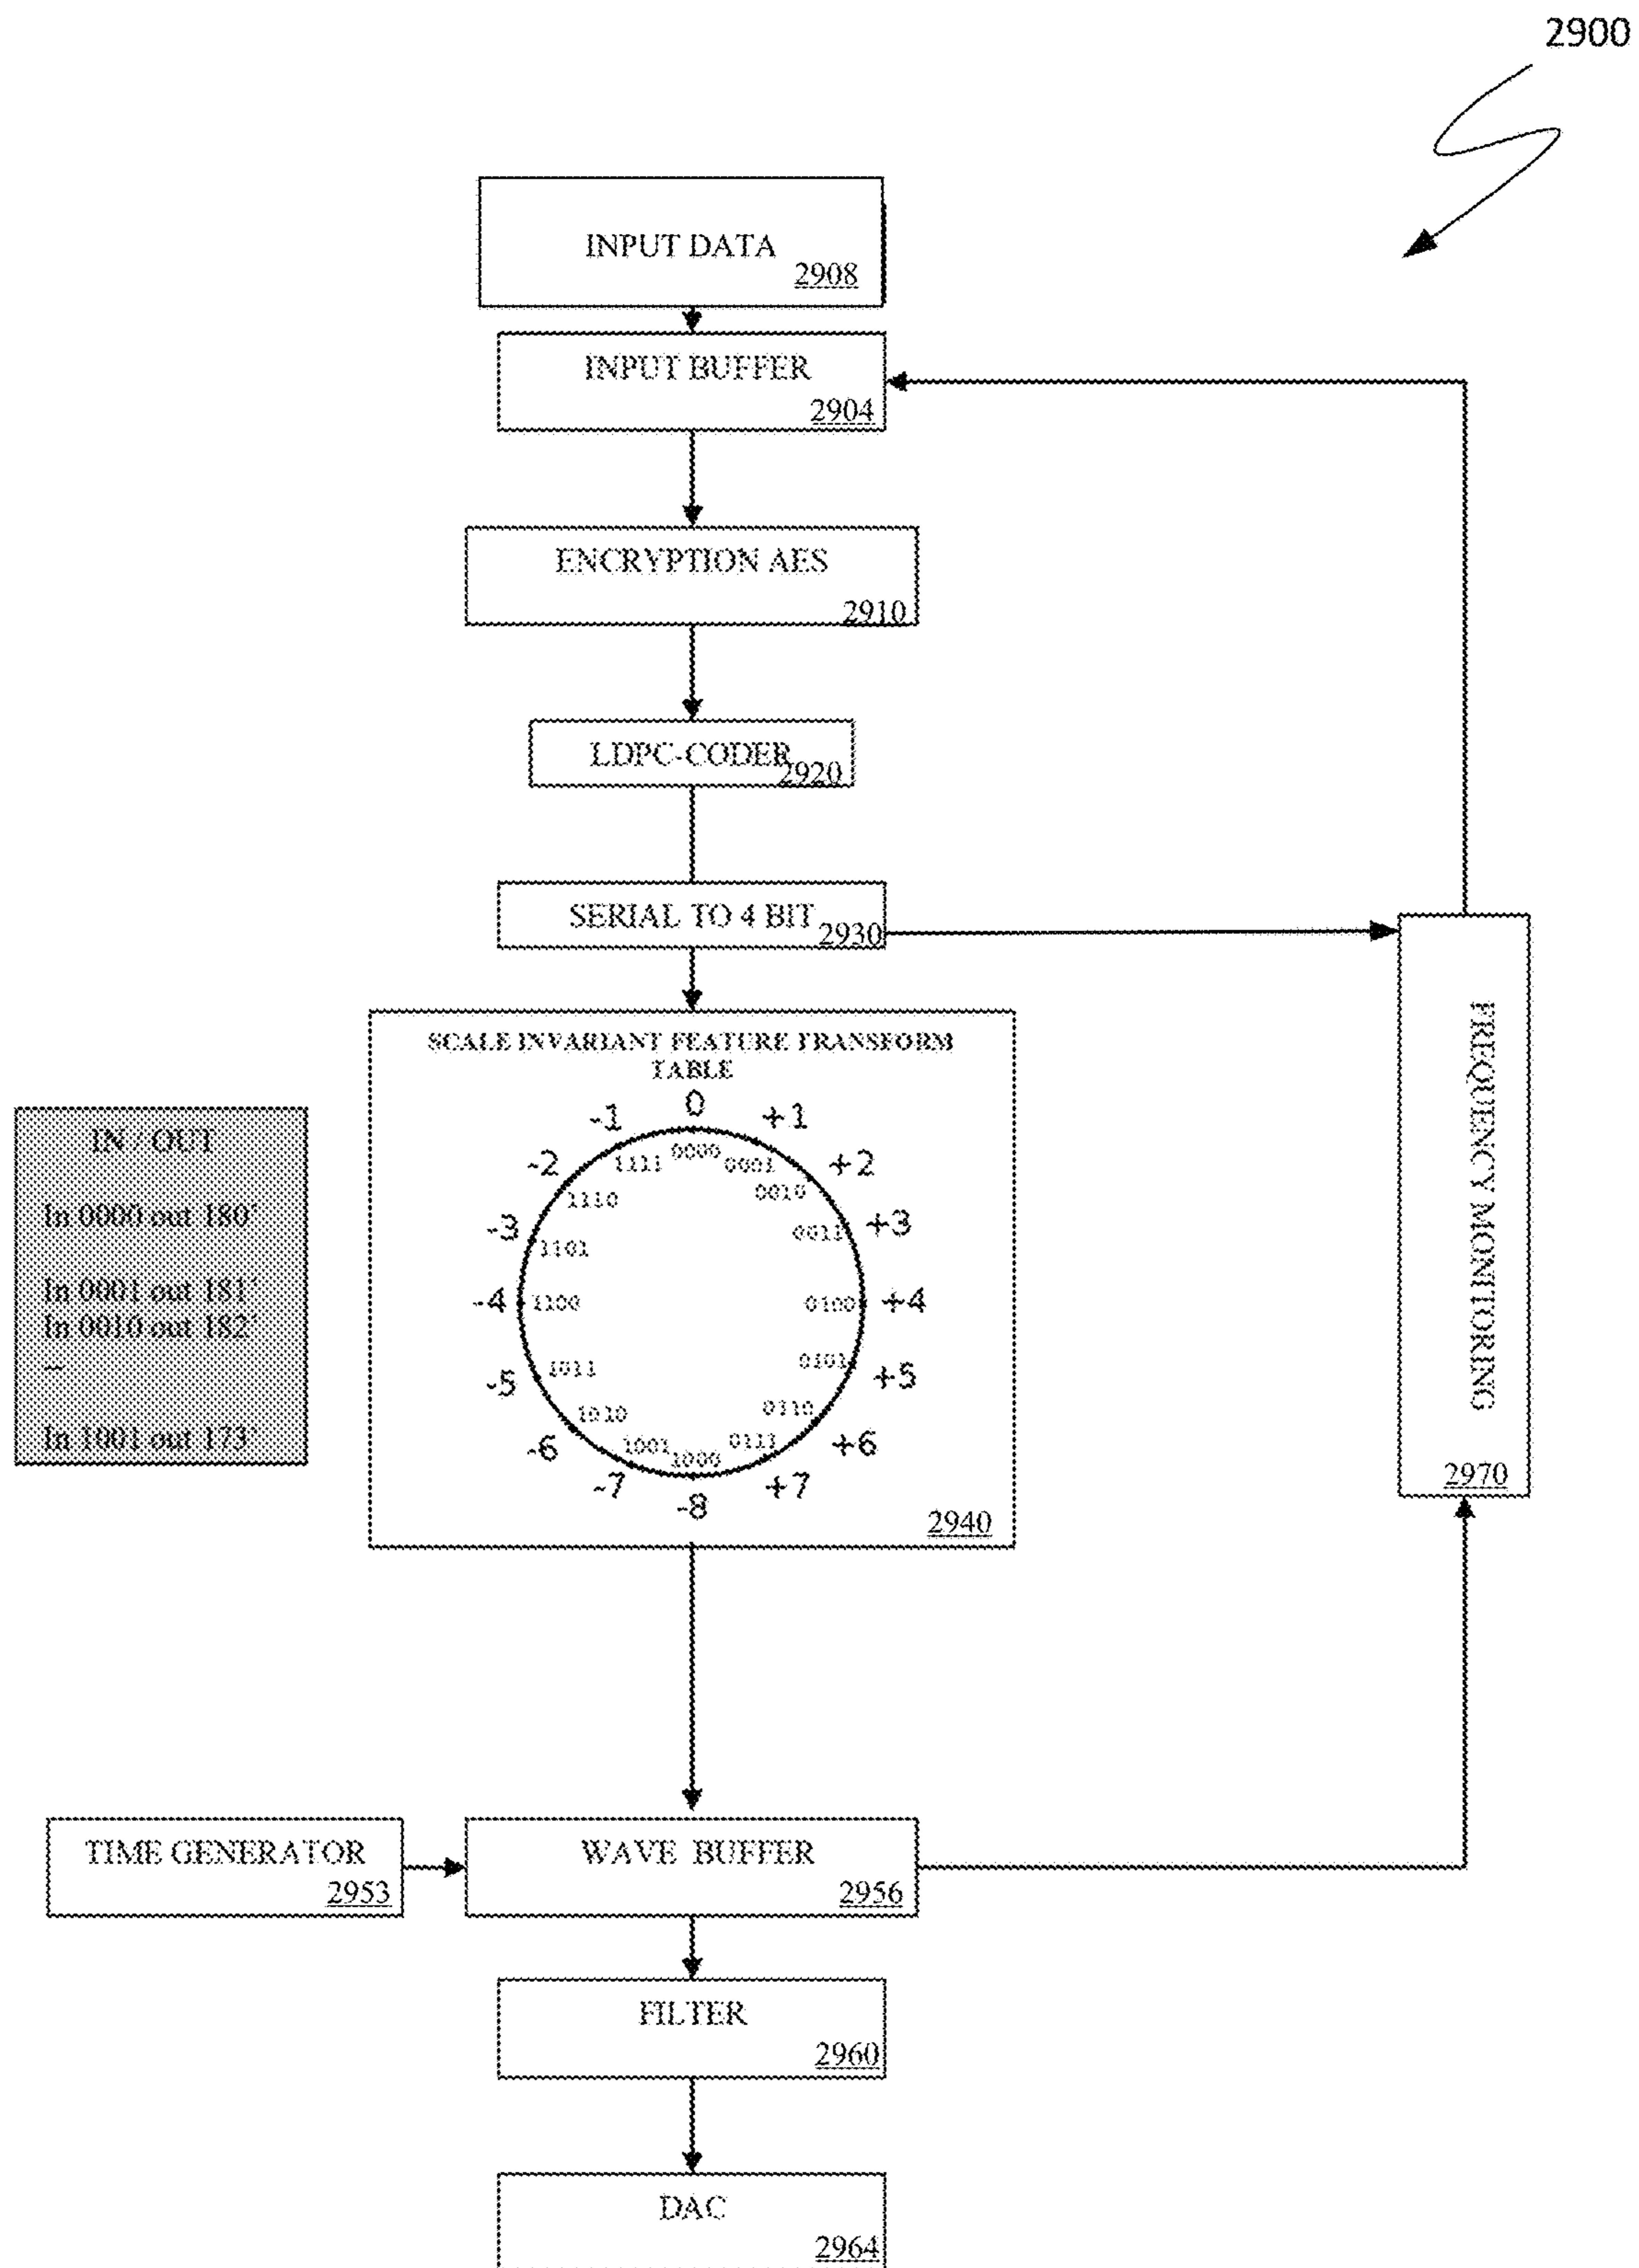 2900
INPUT DATA
2908
INPUT BUFFER
2904
ENCRYPTION AES
2910
LDPC-CODER
2920
SERIAL TO 4 BIT
2930
SCALE INVARIANT FEATURE TRANSFORM
TABLE
0
+1
+2
+3
+4
+5
+6
+7
-8
-7
-6
-5
-4
-3
-2
-1
0000
0001
0010
0011
0100
0101
0110
0111
1000
1001
1010
1011
1100
1101
1110
1111
2940
IN / OUT
In 0000 out 180°
In 0001 out 181°
In 0010 out 182°
–
In 1001 out 173°
FREQUENCY MONITORING
2970
TIME GENERATOR
2953
WAVE BUFFER
2956
FILTER
2960
DAC
2964